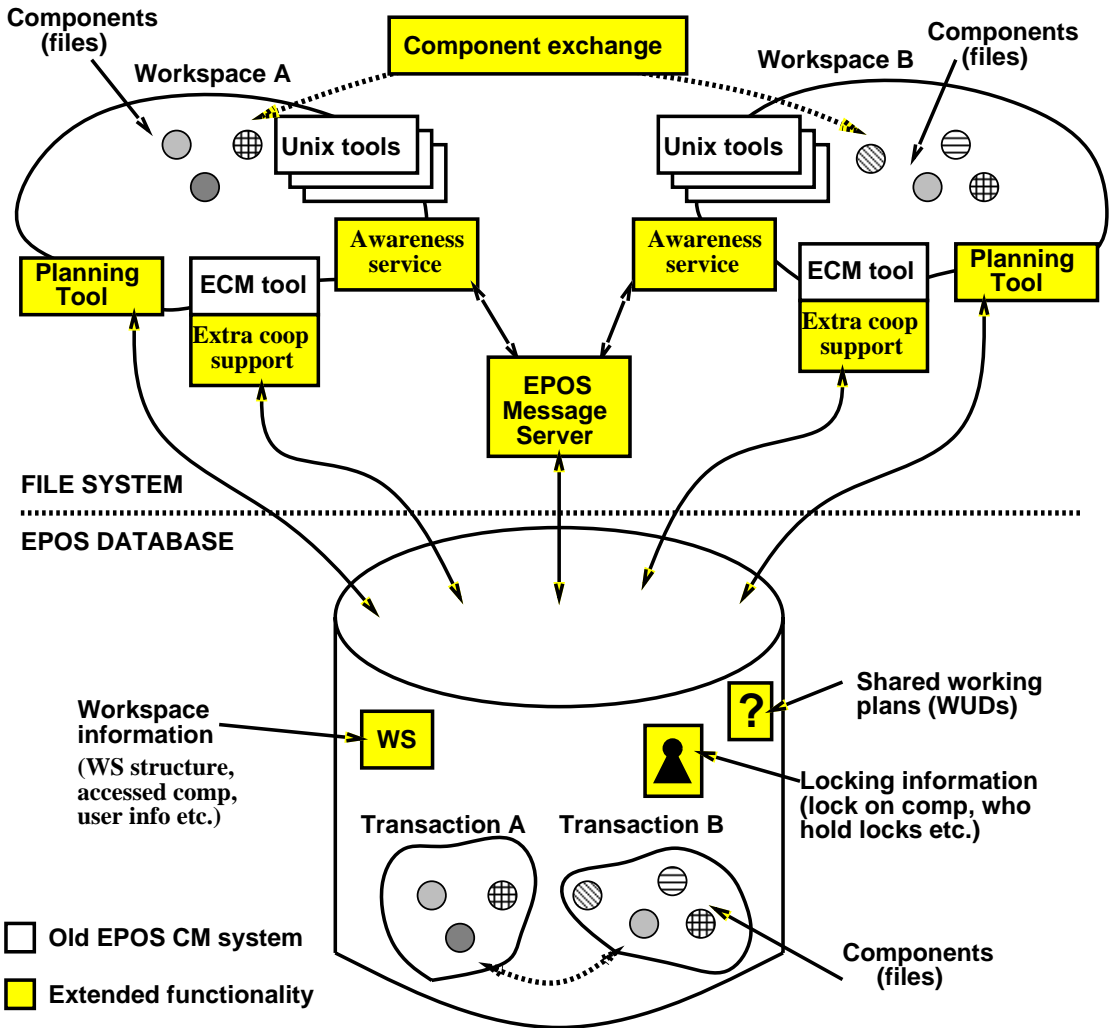 Components
(files)
Component exchange
Components
(files)
Workspace A
Workspace B
Unix tools
Unix tools
Awareness
service
Awareness
service
Planning
Tool
ECM tool
Extra coop
support
ECM tool
Extra coop
support
Planning
Tool
EPOS
Message
Server
FILE SYSTEM
EPOS DATABASE
Workspace
information
(WS structure,
accessed comp,
user info etc.)
WS
?
Shared working
plans (WUDs)
Locking information
(lock on comp, who
hold locks etc.)
Transaction A
Transaction B
Components
(files)
Old EPOS CM system
Extended functionality